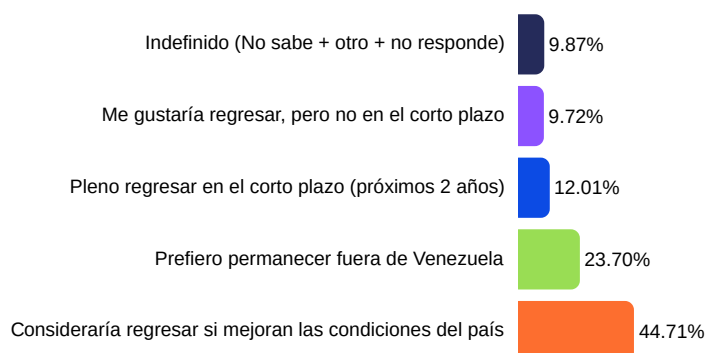 Indefinido (No sabe + otro + no responde) 9.87%
Me gustaría regresar, pero no en el corto plazo 9.72%
Pleno regresar en el corto plazo (próximos 2 años) 12.01%
Prefiero permanecer fuera de Venezuela 23.70%
Consideraría regresar si mejoran las condiciones del país 44.71%